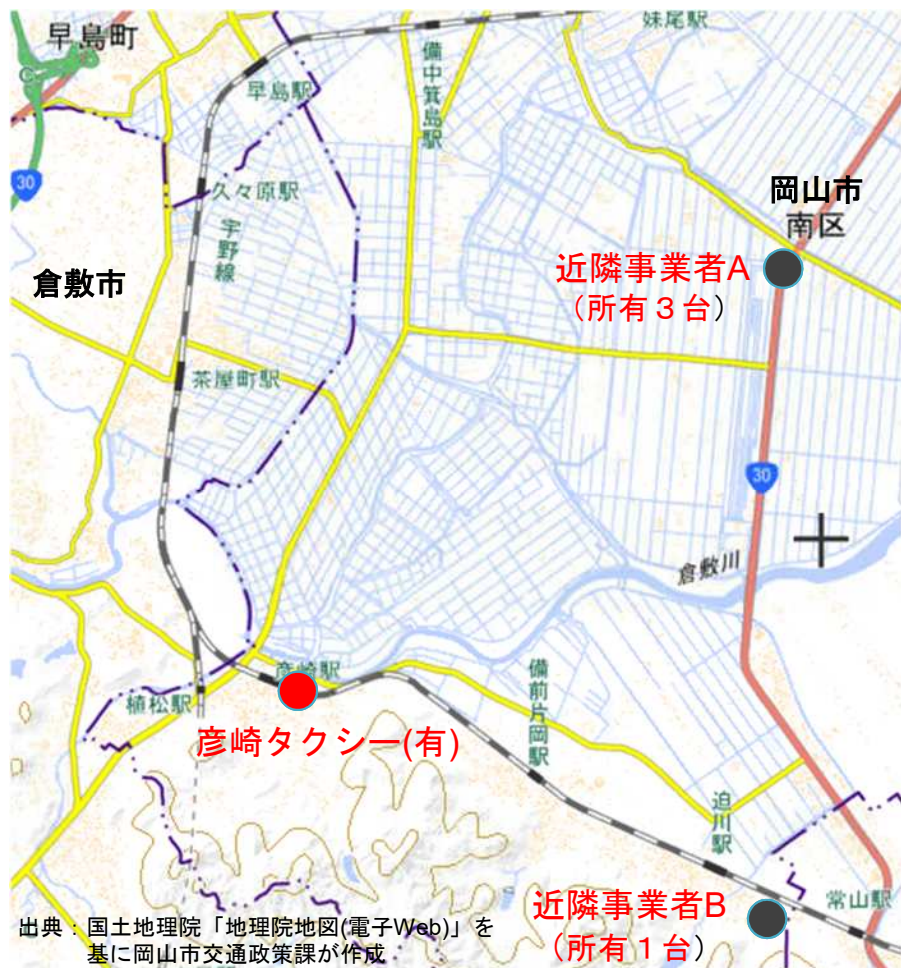 早島町
妹尾駅
備中箕島駅
早島駅
30
久々原駅
岡山市
南区
宇野線
倉敷市
近隣事業者A
（所有３台）
茶屋町駅
30
倉敷川
彦崎駅
備前片岡駅
植松駅
彦崎タクシー(有)
迫川駅
常山駅
近隣事業者B
（所有１台）
出典：国土地理院「地理院地図(電子Web)」を
基に岡山市交通政策課が作成